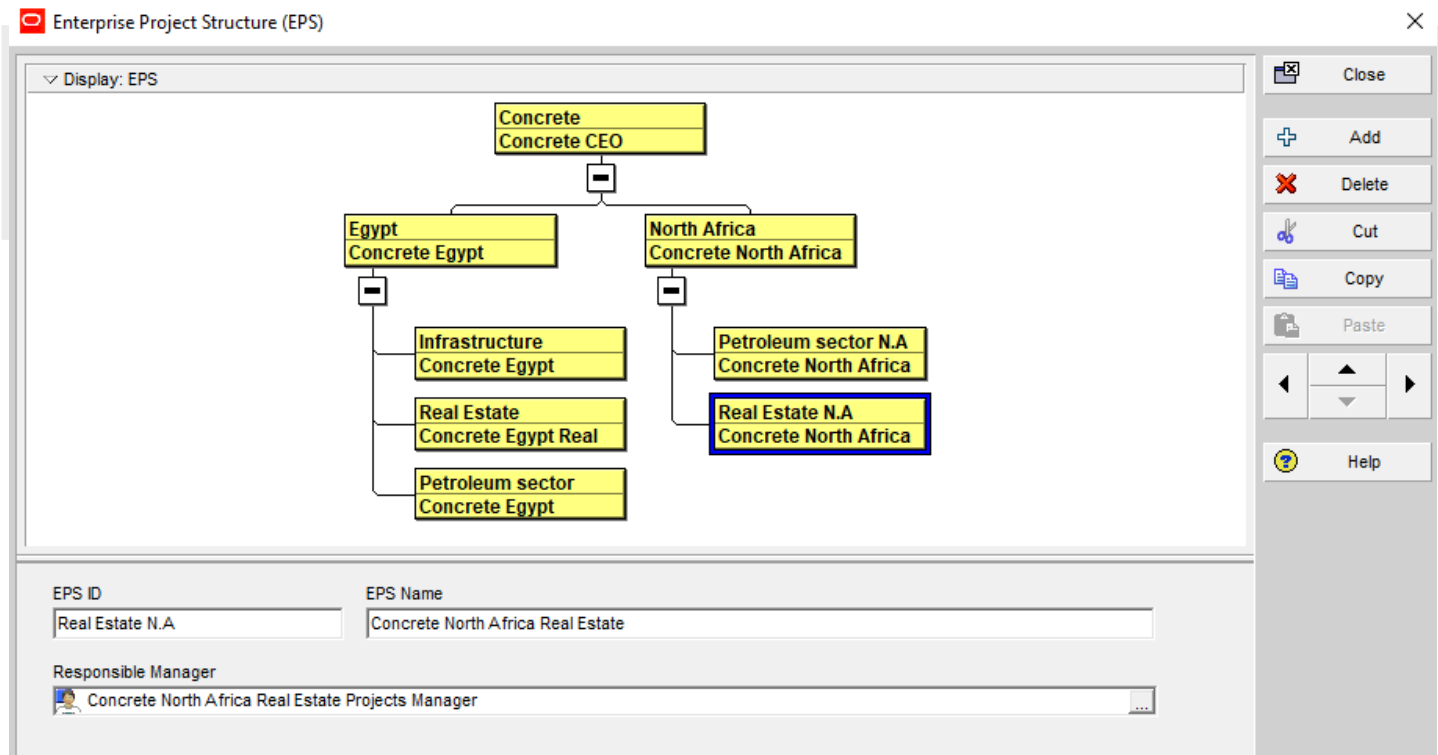 Enterprise Project Structure (EPS)
Display: EPS
Concrete
Concrete CEO
Egypt
Concrete Egypt
North Africa
Concrete North Africa
Infrastructure
Concrete Egypt
Real Estate
Concrete Egypt Real
Petroleum sector
Concrete Egypt
Petroleum sector N.A
Concrete North Africa
Real Estate N.A
Concrete North Africa
EPS ID
EPS Name
Real Estate N.A
Concrete North Africa Real Estate
Responsible Manager
Concrete North Africa Real Estate Projects Manager
...
Close
Add
Delete
Cut
Copy
Paste
Help